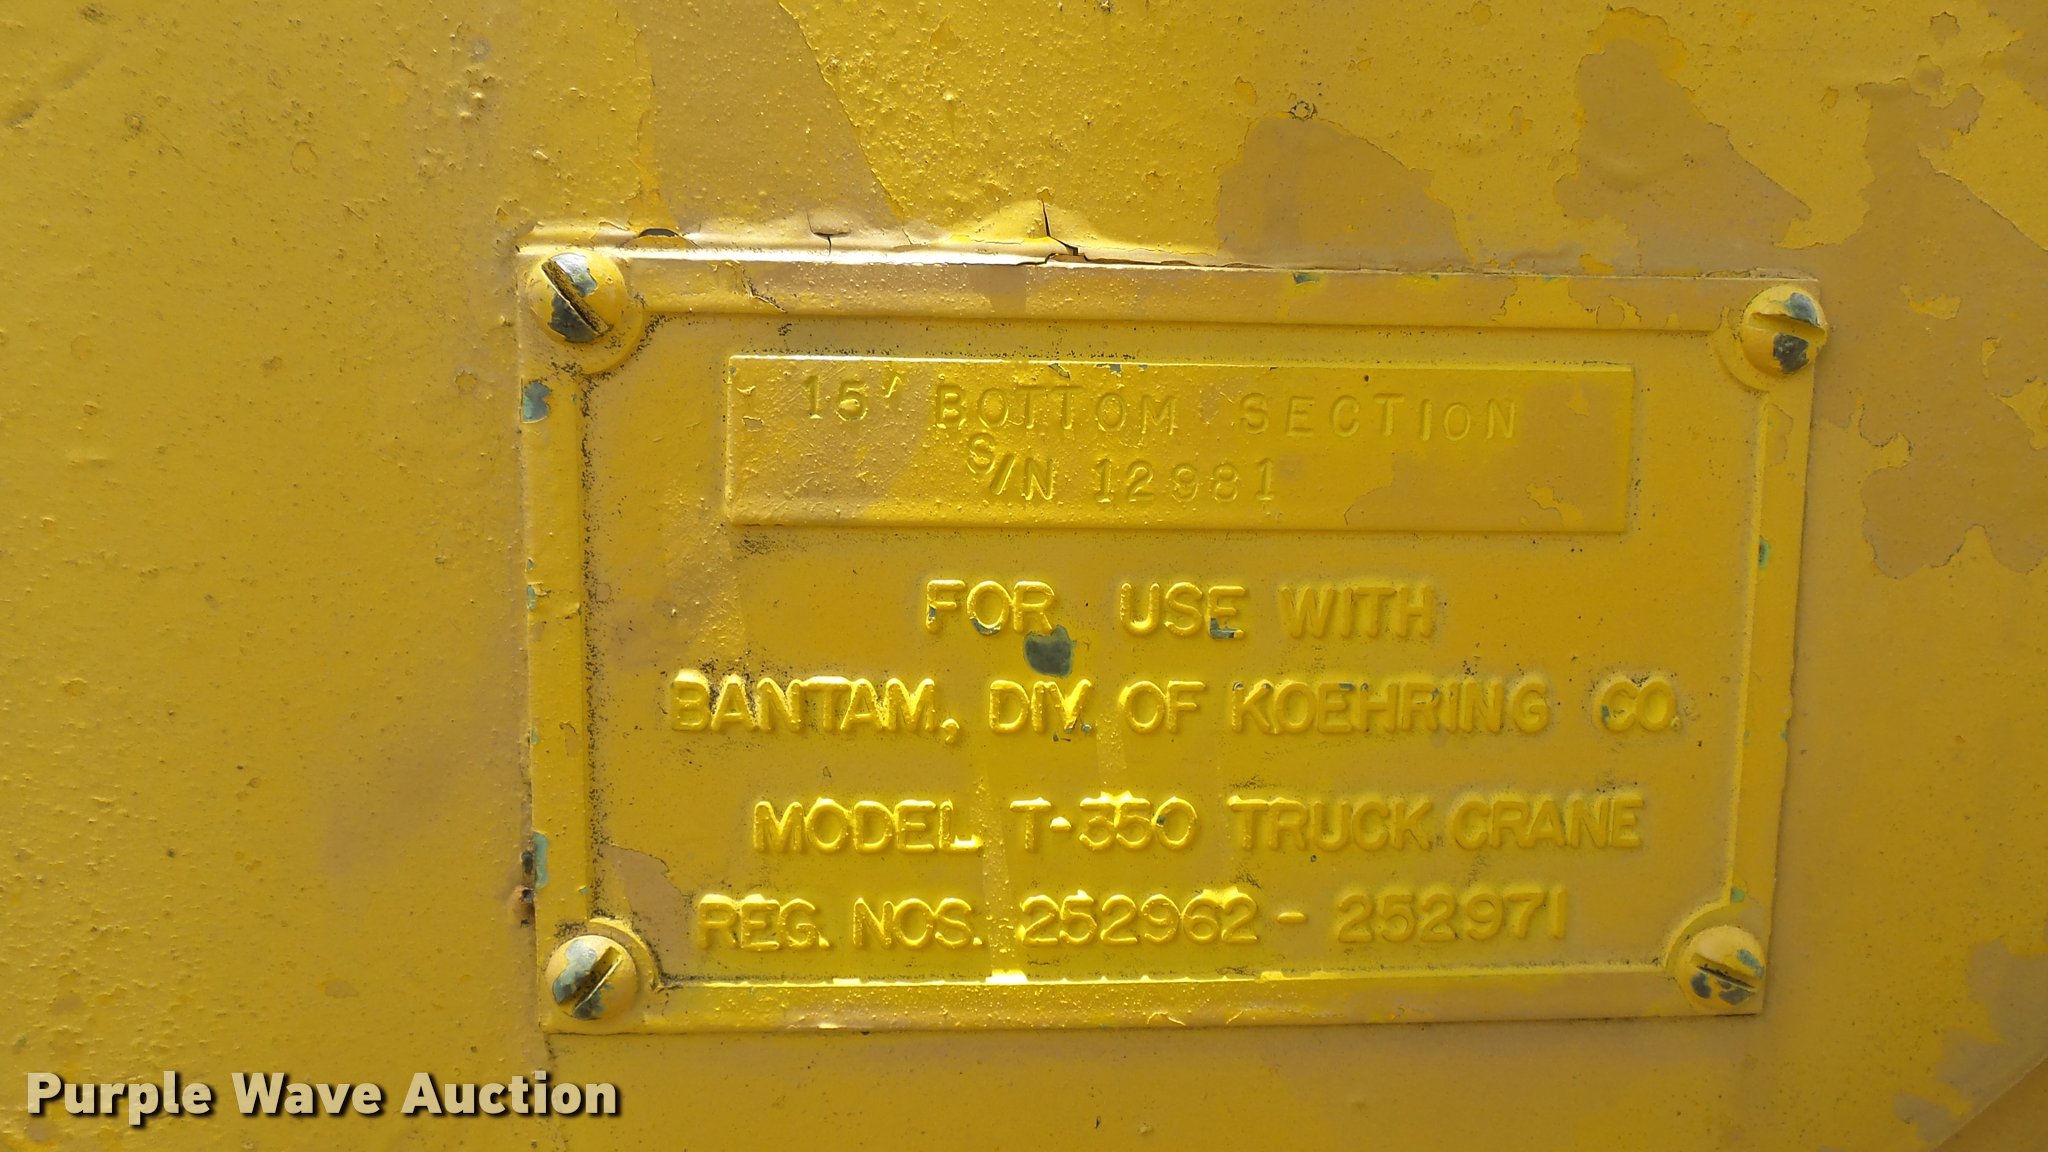 15' BOTTOM SECTION
S/N 12981
FOR USE WITH
BANTAM, DIV. OF KOEHRING CO.
MODEL T-350 TRUCK CRANE
REG. NOS. 252962 - 252971
Purple Wave Auction